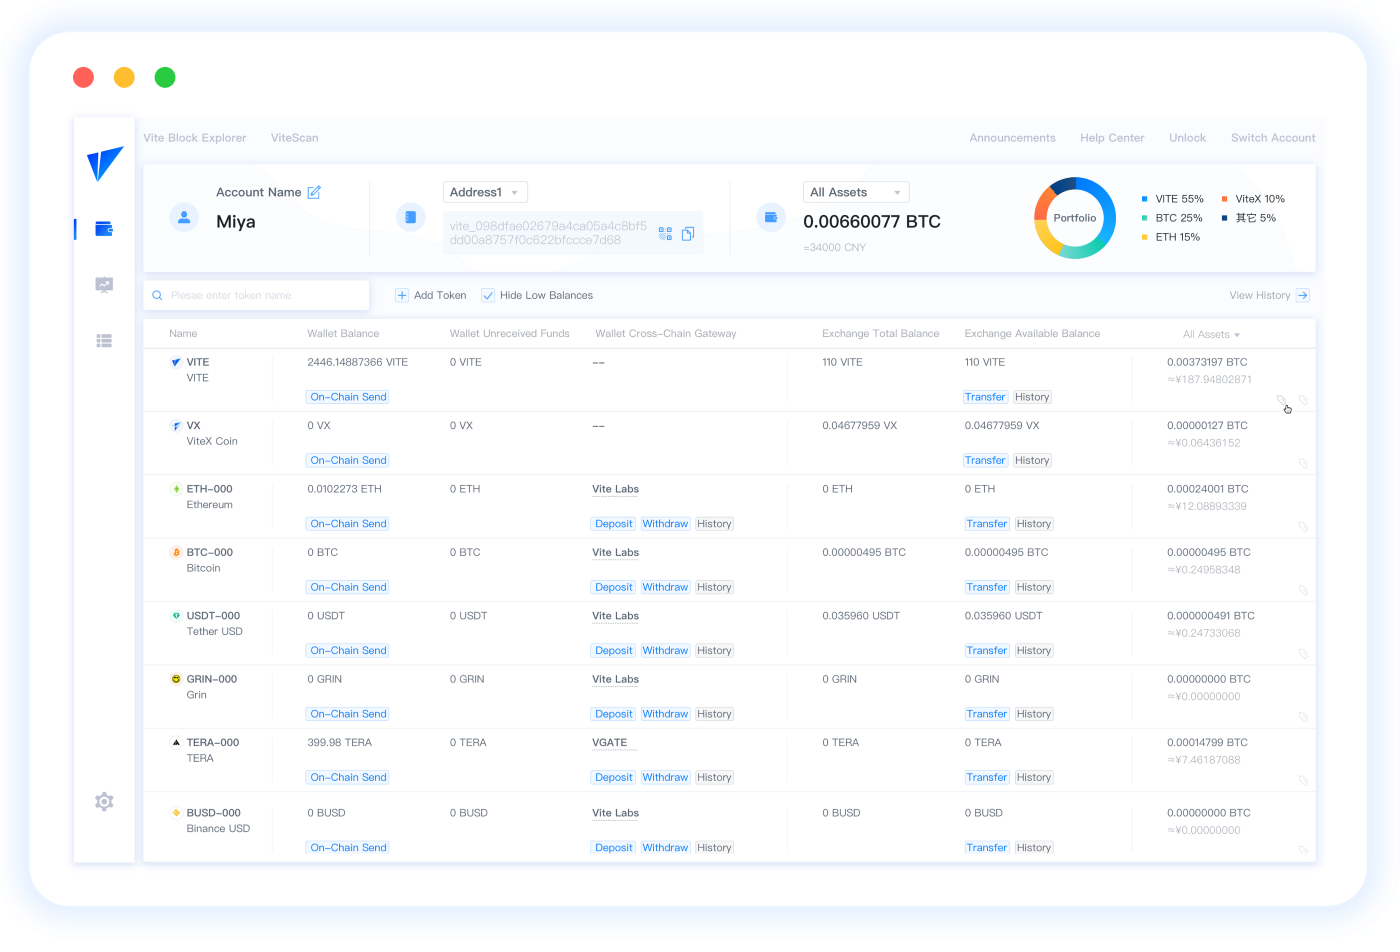 Vite Block Explorer ViteScan Announcements Help Center Unlock Switch Account
Account Name
Miya
Address1
vite_098dfae02679a4ca05a4c8bf5
dd00a8757f0c622bfccce7d68
All Assets
0.00660077 BTC
≈34000 CNY
Portfolio
VITE 55% ViteX 10%
BTC 25% 其它 5%
ETH 15%
Plesae enter token name Add Token Hide Low Balances View History
Name Wallet Balance Wallet Unreceived Funds Wallet Cross-Chain Gateway Exchange Total Balance Exchange Available Balance All Assets
VITE 2446.14887366 VITE 0 VITE -- 110 VITE 110 VITE 0.00373197 BTC
VITE ≈¥187.94802871
On-Chain Send Transfer History
VX 0 VX 0 VX -- 0.04677959 VX 0.04677959 VX 0.00000127 BTC
ViteX Coin ≈¥0.06436152
On-Chain Send Transfer History
ETH-000 0.0102273 ETH 0 ETH Vite Labs 0 ETH 0 ETH 0.00024001 BTC
Ethereum ≈¥12.08893339
On-Chain Send Deposit Withdraw History Transfer History
BTC-000 0 BTC 0 BTC Vite Labs 0.00000495 BTC 0.00000495 BTC 0.00000495 BTC
Bitcoin ≈¥0.24958348
On-Chain Send Deposit Withdraw History Transfer History
USDT-000 0 USDT 0 USDT Vite Labs 0.035960 USDT 0.035960 USDT 0.000000491 BTC
Tether USD ≈¥0.24733068
On-Chain Send Deposit Withdraw History Transfer History
GRIN-000 0 GRIN 0 GRIN Vite Labs 0 GRIN 0 GRIN 0.00000000 BTC
Grin ≈¥0.00000000
On-Chain Send Deposit Withdraw History Transfer History
TERA-000 399.98 TERA 0 TERA VGATE 0 TERA 0 TERA 0.00014799 BTC
TERA ≈¥7.46187088
On-Chain Send Deposit Withdraw History Transfer History
BUSD-000 0 BUSD 0 BUSD Vite Labs 0 BUSD 0 BUSD 0.00000000 BTC
Binance USD ≈¥0.00000000
On-Chain Send Deposit Withdraw History Transfer History